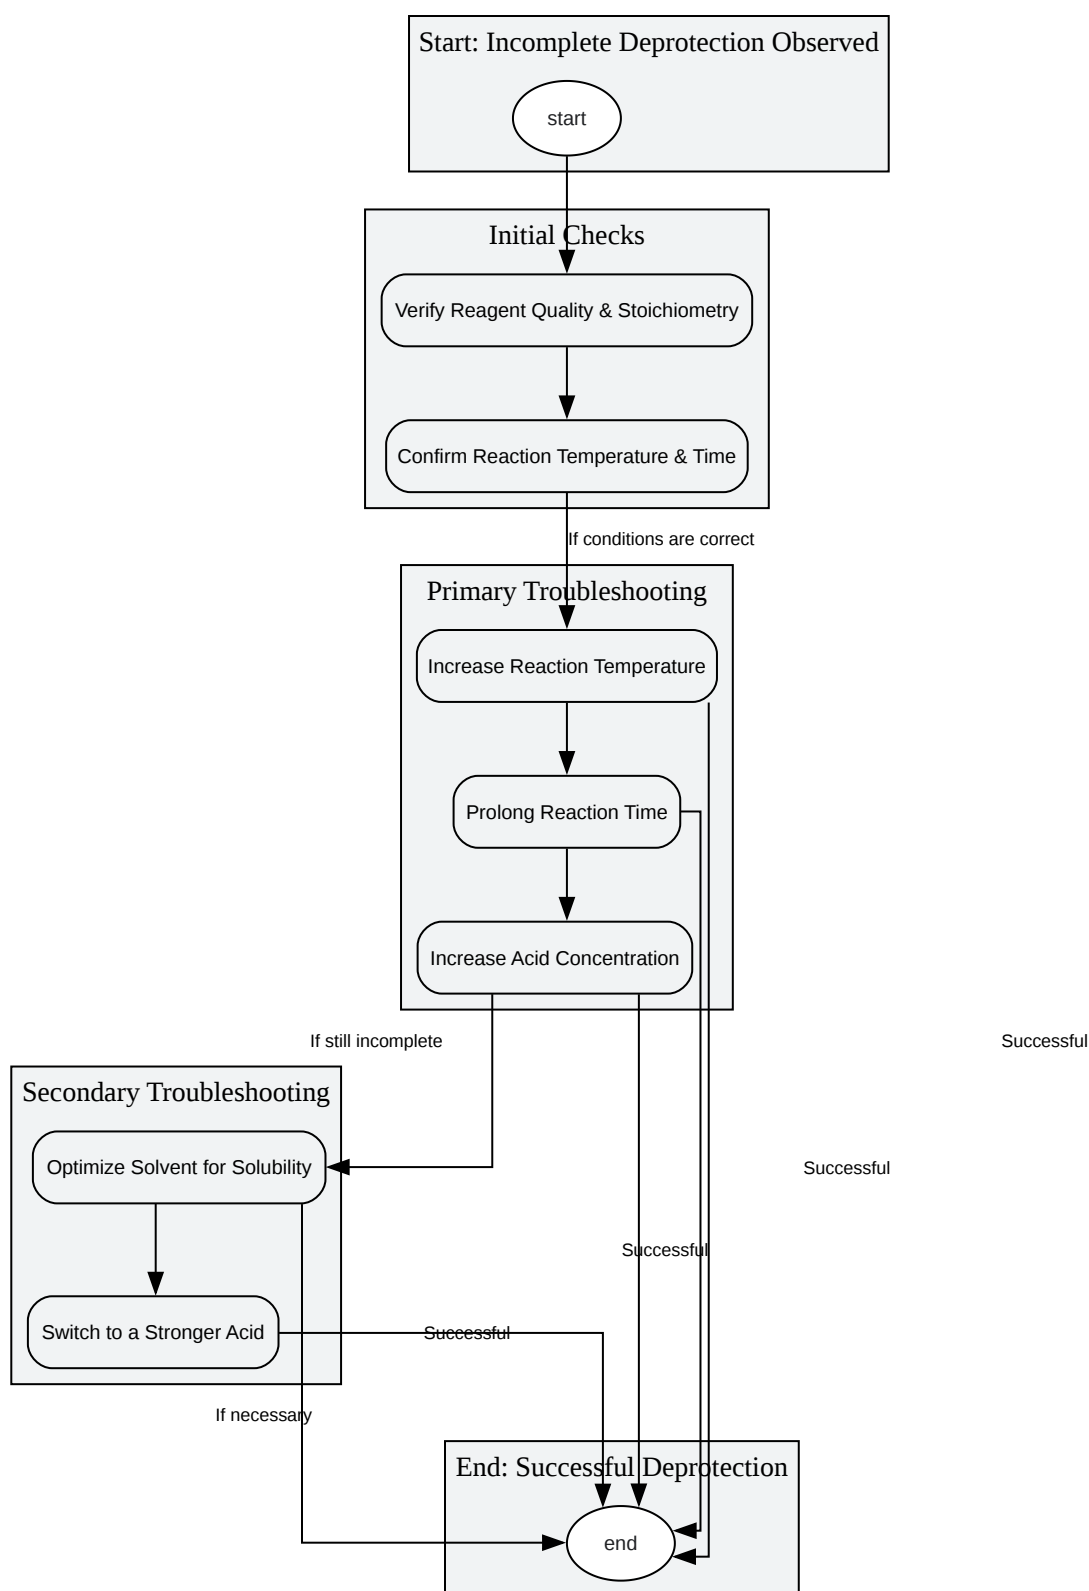 Start: Incomplete Deprotection Observed
start
Initial Checks
Verify Reagent Quality & Stoichiometry
Confirm Reaction Temperature & Time
If conditions are correct
Primary Troubleshooting
Increase Reaction Temperature
Prolong Reaction Time
Increase Acid Concentration
If still incomplete
Successful
Secondary Troubleshooting
Optimize Solvent for Solubility
Successful
Successful
Switch to a Stronger Acid
Successful
If necessary
End: Successful Deprotection
end